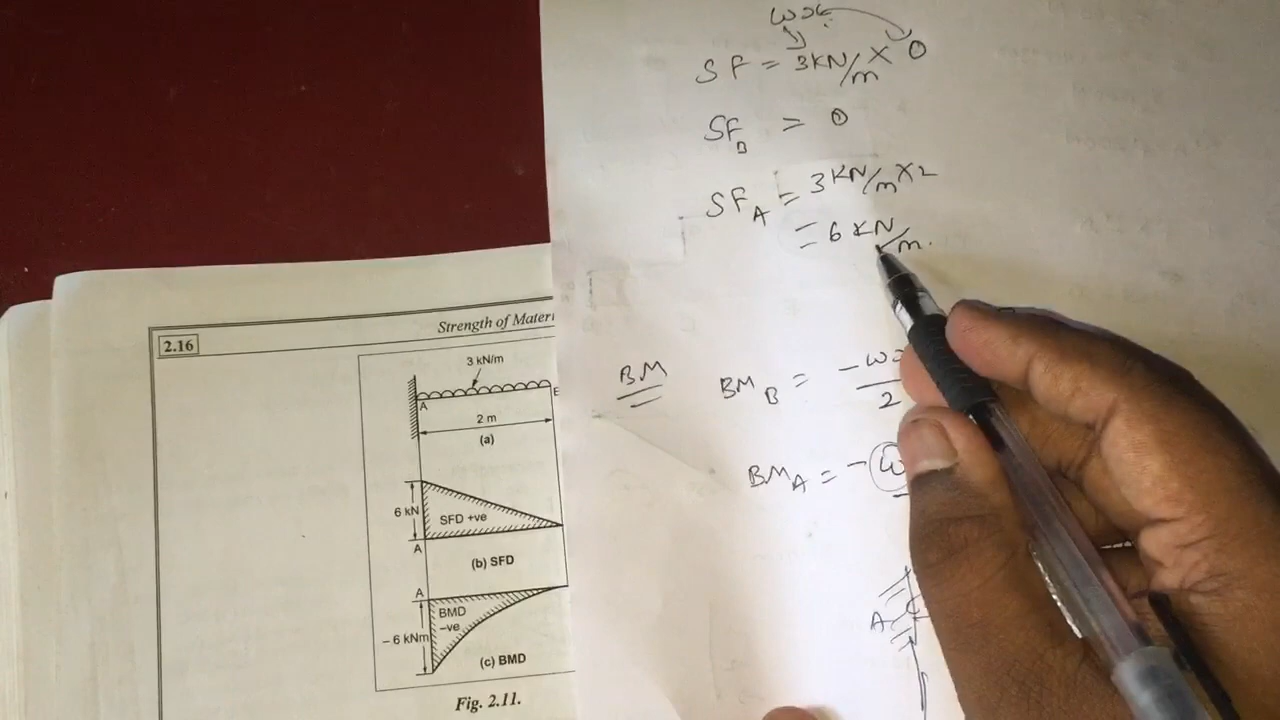 2.16
Strength of Mater
3 kN/m
A
2 m
(a)
6 kN
SFD +ve
A
(b) SFD
A
BMD
-ve
- 6 kNm
(c) BMD
Fig. 2.11.
SF = 3KN/m X 0
SF_B = 0
SF_A = 3KN/m X 2
= 6 KN/m.
BM
BM_B = -ω
2
BM_A = - ω
A